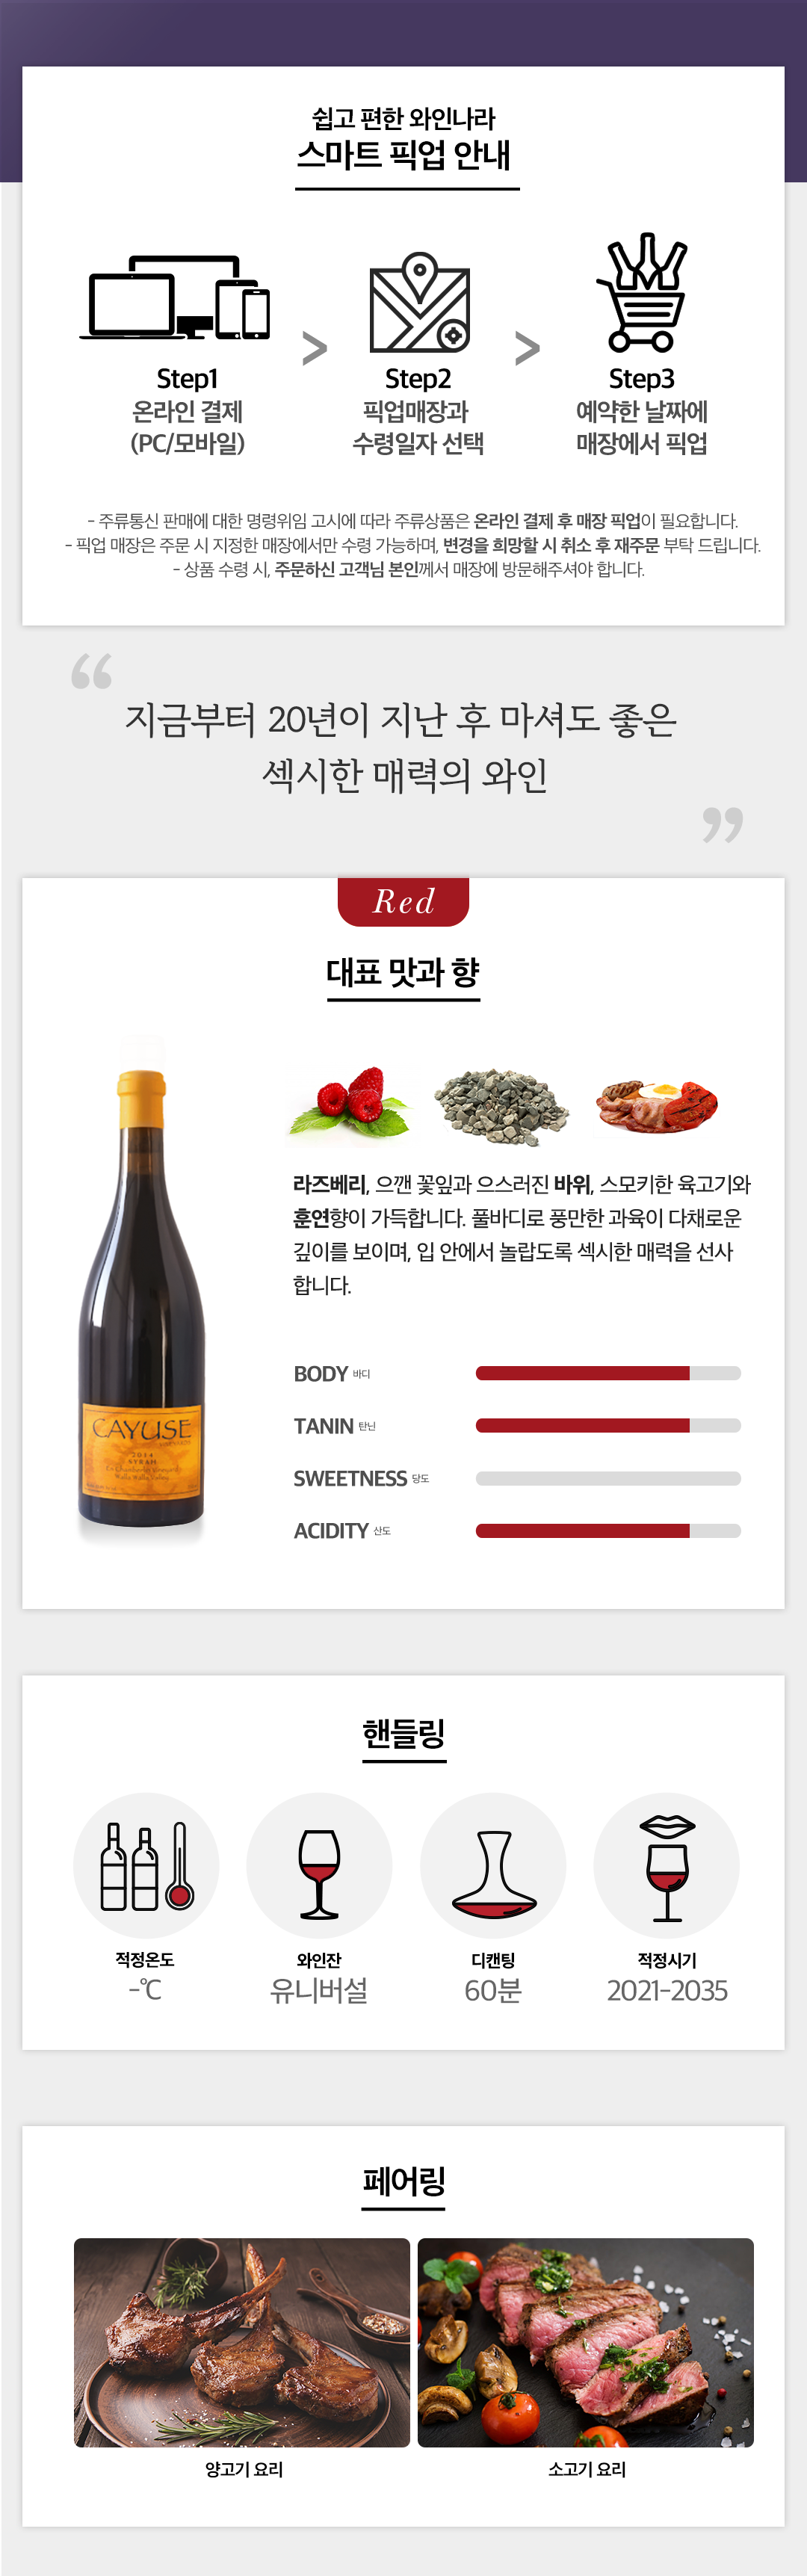 쉽고 편한 와인나라
스마트 픽업 안내
Step1
온라인 결제
(PC/모바일)
>
Step2
픽업매장과
수령일자 선택
>
Step3
예약한 날짜에
매장에서 픽업
- 주류통신 판매에 대한 명령위임 고시에 따라 주류상품은 온라인 결제 후 매장 픽업이 필요합니다.
- 픽업 매장은 주문 시 지정한 매장에서만 수령 가능하며, 변경을 희망할 시 취소 후 재주문 부탁 드립니다.
- 상품 수령 시, 주문하신 고객님 본인께서 매장에 방문해주셔야 합니다.
“
지금부터 20년이 지난 후 마셔도 좋은
섹시한 매력의 와인
”
Red
대표 맛과 향
라즈베리, 으깬 꽃잎과 으스러진 바위, 스모키한 육고기와
훈연향이 가득합니다. 풀바디로 풍만한 과육이 다채로운
깊이를 보이며, 입 안에서 놀랍도록 섹시한 매력을 선사
합니다.
CAYUSE
VINEYARDS
2014
SYRAH
En Chamberlin Vineyard
Walla Walla Valley
BODY 바디
TANIN 탄닌
SWEETNESS 당도
ACIDITY 산도
핸들링
적정온도
-℃
와인잔
유니버설
디캔팅
60분
적정시기
2021-2035
페어링
양고기 요리
소고기 요리